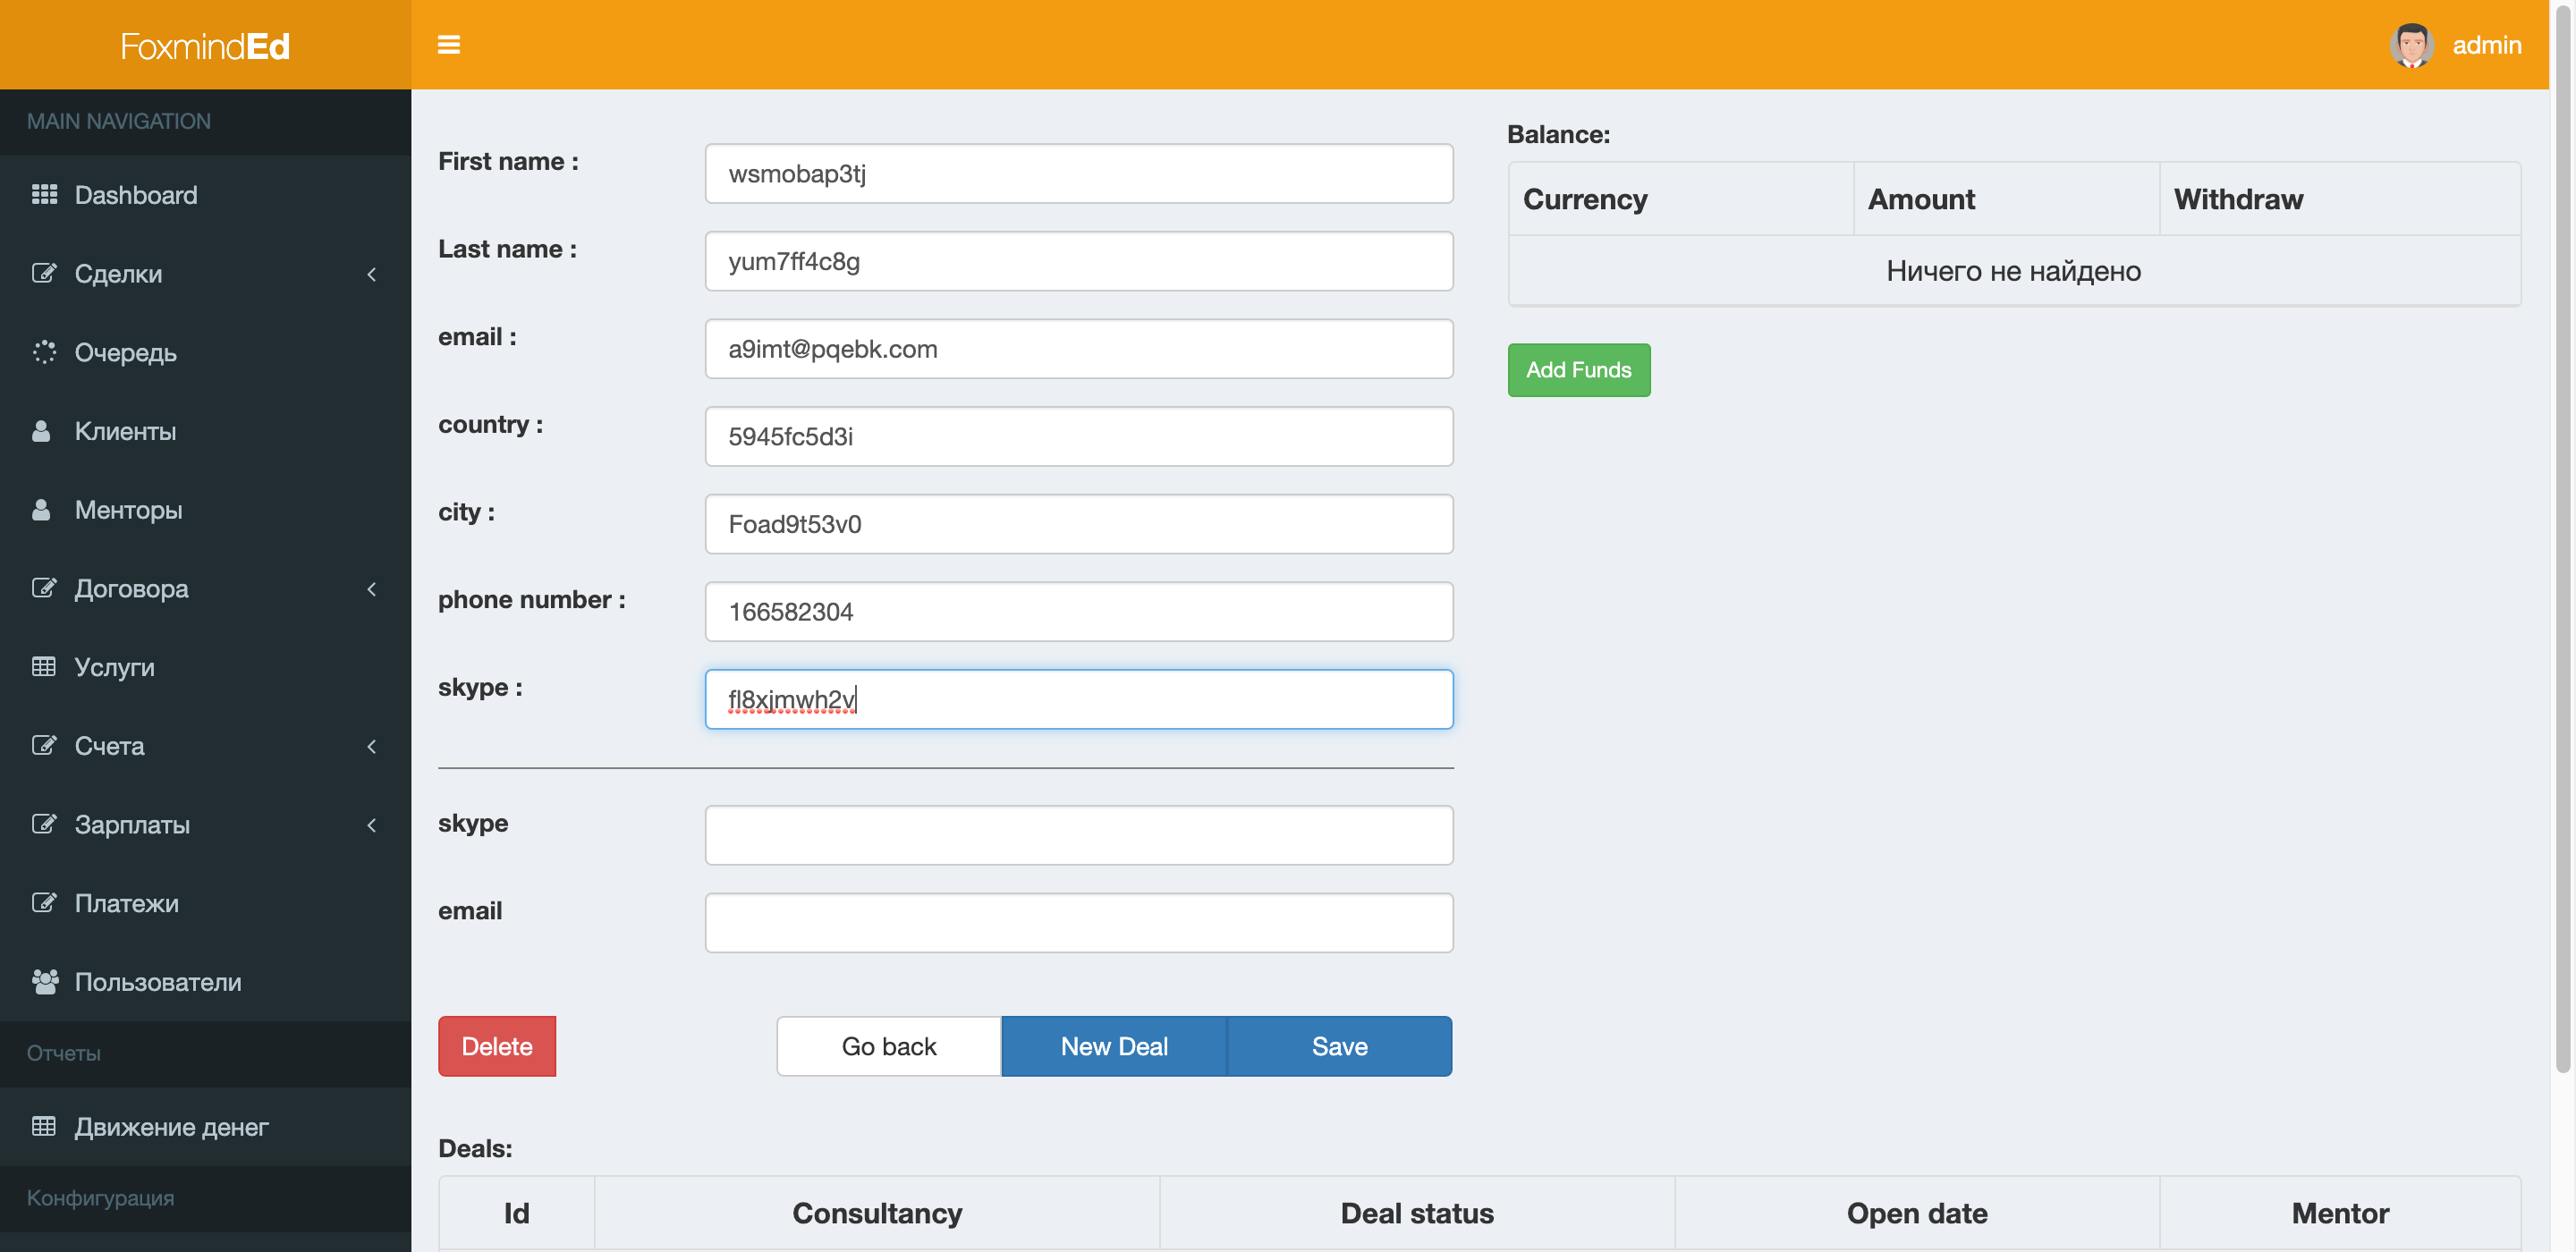 FoxmindEd
admin
MAIN NAVIGATION
Dashboard
Сделки
Очередь
Клиенты
Менторы
Договора
Услуги
Счета
Зарплаты
Платежи
Пользователи
Отчеты
Движение денег
Конфигурация
First name :
wsmobap3tj
Last name :
yum7ff4c8g
email :
a9imt@pqebk.com
country :
5945fc5d3i
city :
Foad9t53v0
phone number :
166582304
skype :
fl8xjmwh2v
skype
email
Delete
Go back
New Deal
Save
Balance:
Currency Amount Withdraw
Ничего не найдено
Add Funds
Deals:
Id Consultancy Deal status Open date Mentor